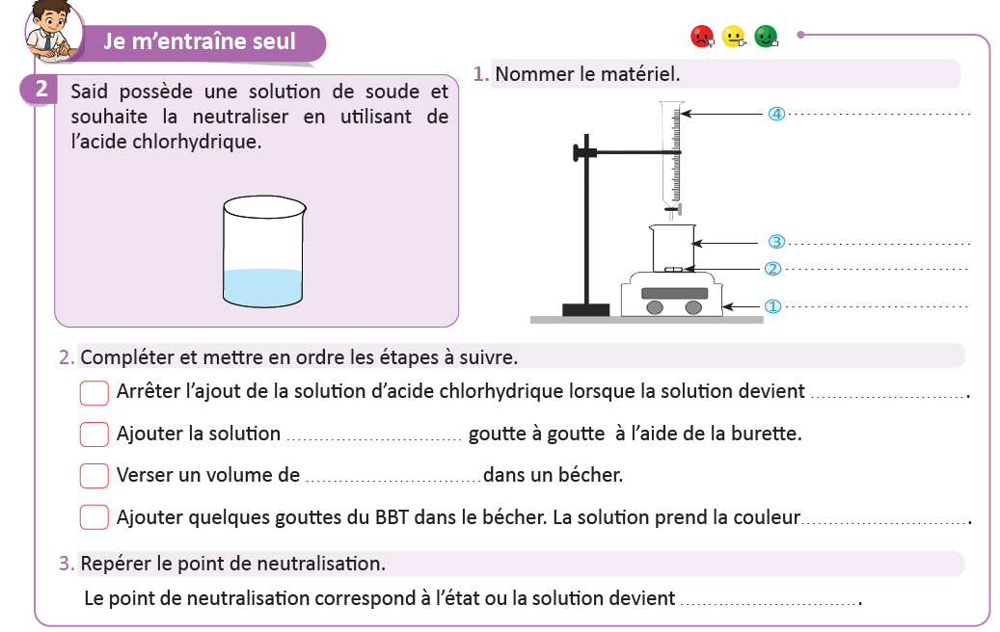 Je m’entraîne seul
2
Said possède une solution de soude et
souhaite la neutraliser en utilisant de
l’acide chlorhydrique.
1. Nommer le matériel.
④ ........................................
③ ........................................
② ........................................
① ........................................
2. Compléter et mettre en ordre les étapes à suivre.
Arrêter l’ajout de la solution d’acide chlorhydrique lorsque la solution devient .............................
Ajouter la solution ................................ goutte à goutte à l’aide de la burette.
Verser un volume de ................................ dans un bécher.
Ajouter quelques gouttes du BBT dans le bécher. La solution prend la couleur..............................
3. Repérer le point de neutralisation.
Le point de neutralisation correspond à l’état ou la solution devient ................................